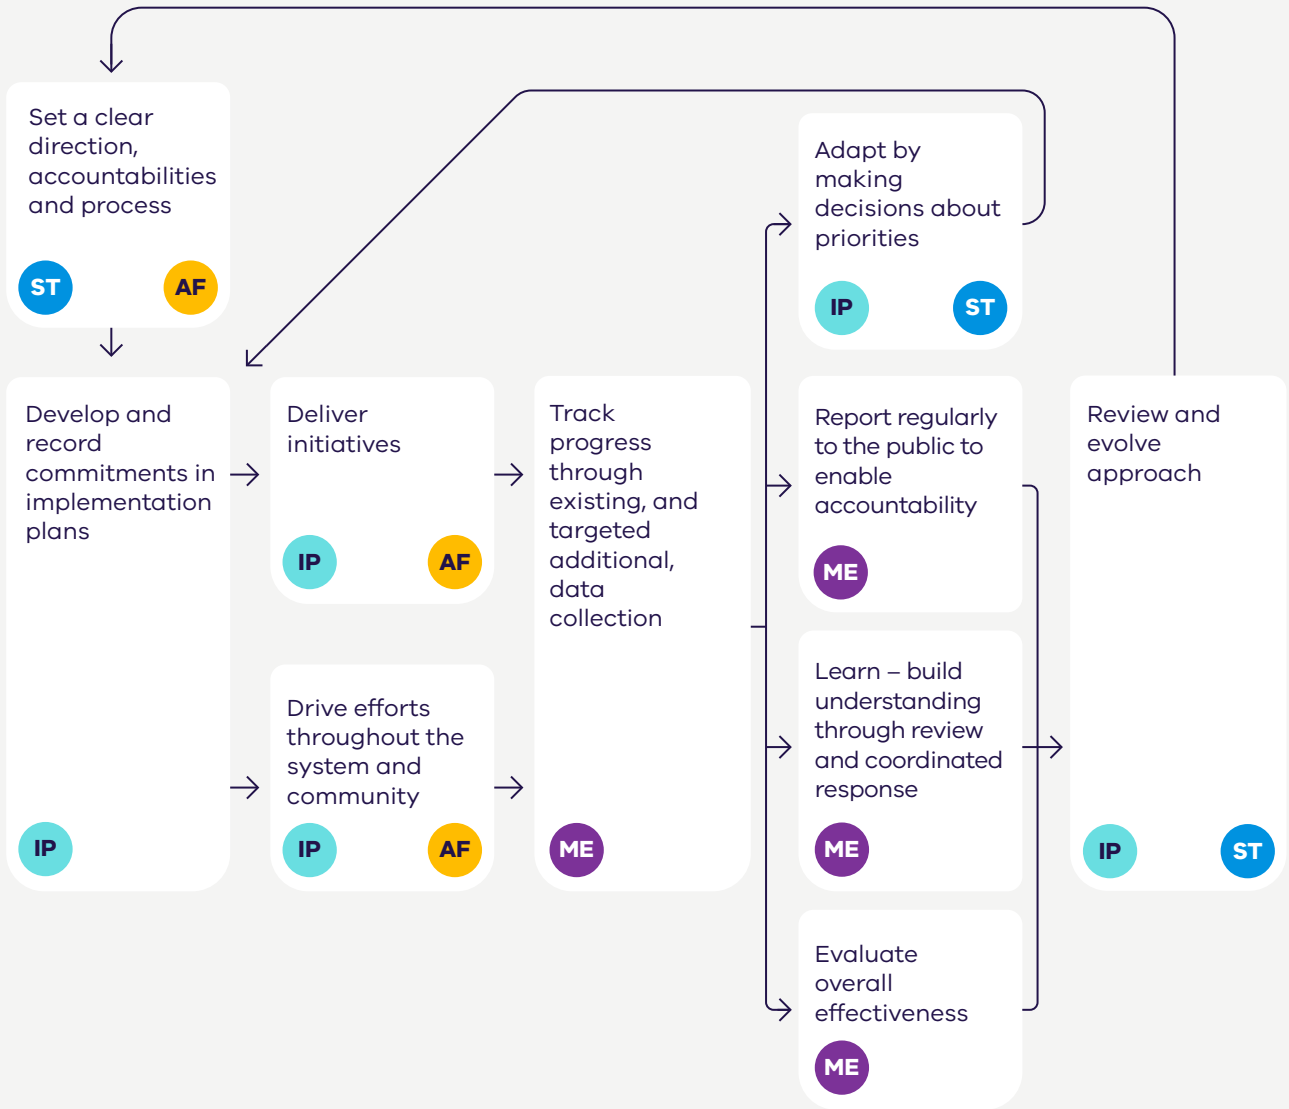 Set a clear
direction,
accountabilities
and process
ST
AF
Develop and
record
commitments in
implementation
plans
IP
Deliver
initiatives
IP
AF
Drive efforts
throughout the
system and
community
IP
AF
Track
progress
through
existing, and
targeted
additional,
data
collection
ME
Adapt by
making
decisions about
priorities
IP
ST
Report regularly
to the public to
enable
accountability
ME
Learn – build
understanding
through review
and coordinated
response
ME
Evaluate
overall
effectiveness
ME
Review and
evolve
approach
IP
ST